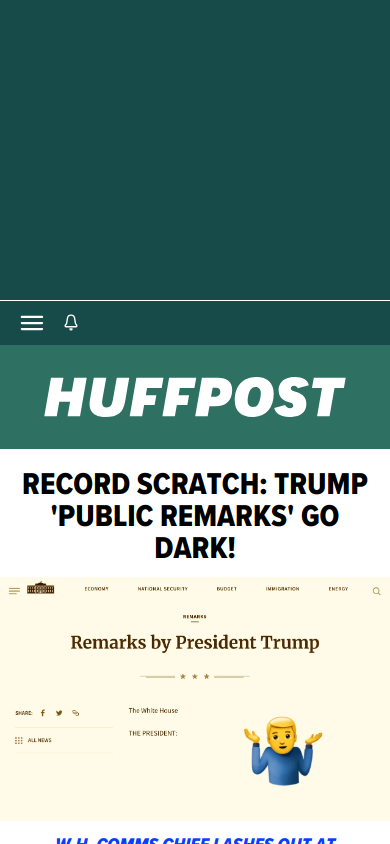 HUFFPOST
RECORD SCRATCH: TRUMP
'PUBLIC REMARKS' GO
DARK!
ECONOMY NATIONAL SECURITY BUDGET IMMIGRATION ENERGY
REMARKS
Remarks by President Trump
SHARE:
ALL NEWS
The White House
THE PRESIDENT:
W.H. COMMS CHIEF LASHES OUT AT